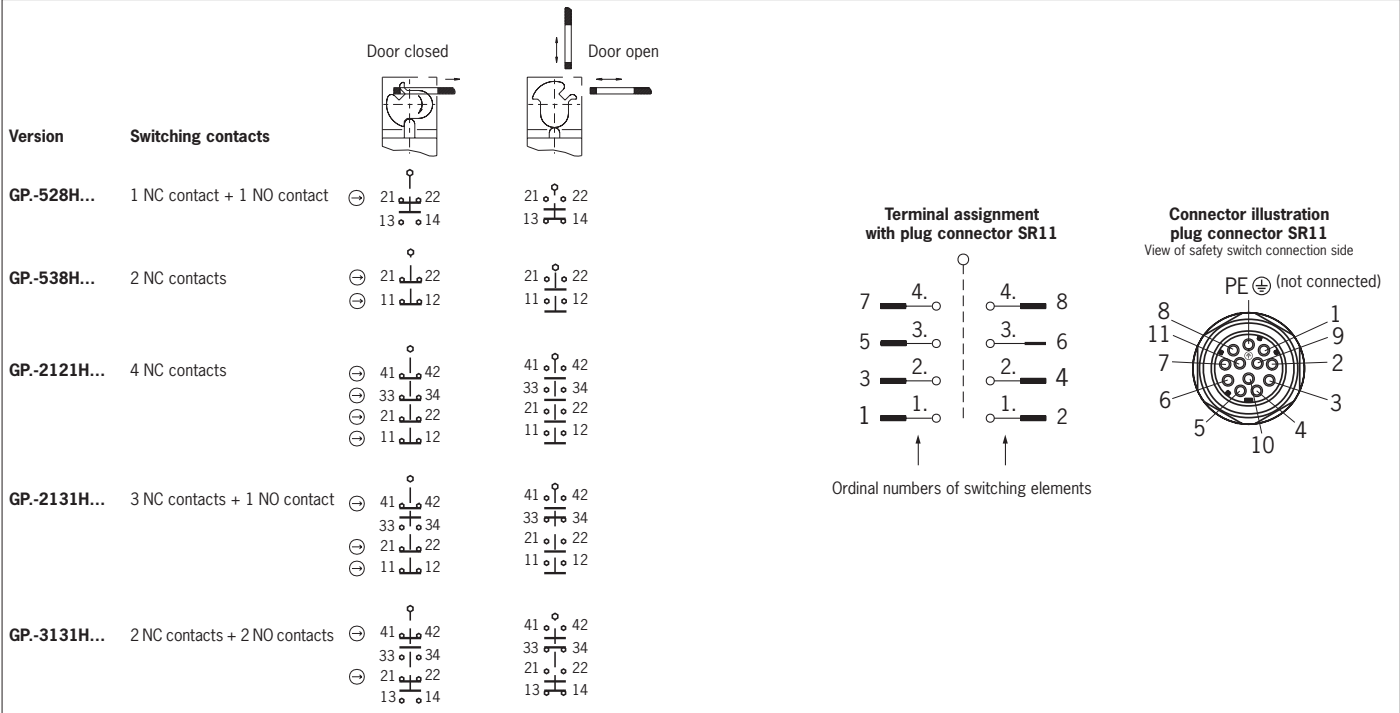 Door closed
Door open
Version Switching contacts
GP.-528H... 1 NC contact + 1 NO contact
21 22
13 14
21 22
13 14
GP.-538H... 2 NC contacts
21 22
11 12
21 22
11 12
GP.-2121H... 4 NC contacts
41 42
33 34
21 22
11 12
41 42
33 34
21 22
11 12
GP.-2131H... 3 NC contacts + 1 NO contact
41 42
33 34
21 22
11 12
41 42
33 34
21 22
11 12
GP.-3131H... 2 NC contacts + 2 NO contacts
41 42
33 34
21 22
13 14
41 42
33 34
21 22
13 14
Terminal assignment
with plug connector SR11
7 4. 4. 8
5 3. 3. 6
3 2. 2. 4
1 1. 1. 2
Ordinal numbers of switching elements
Connector illustration
plug connector SR11
View of safety switch connection side
PE (not connected)
8
11
7
6
5
10
4
3
2
9
1